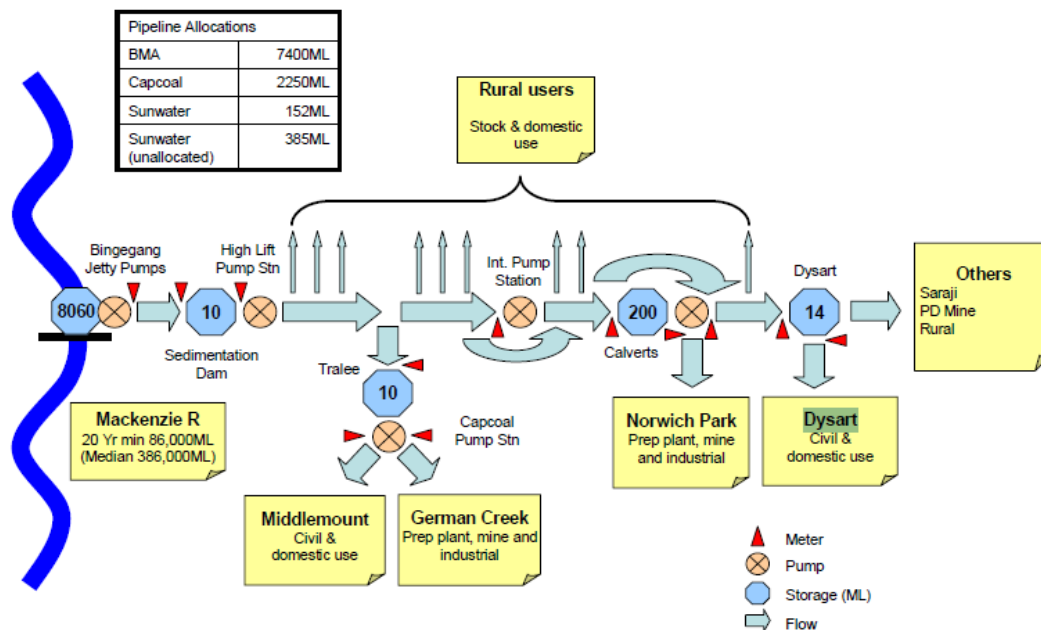 Pipeline Allocations
BMA 7400ML
Capcoal 2250ML
Sunwater 152ML
Sunwater
(unallocated) 385ML
Rural users
Stock & domestic
use
Bingegang
Jetty Pumps
High Lift
Pump Stn
Int. Pump
Station
Dysart
Others
Saraji
PD Mine
Rural
8060
10
200
14
Sedimentation
Dam
Calverts
Tralee
10
Capcoal
Pump Stn
Mackenzie R
20 Yr min 86,000ML
(Median 386,000ML)
Norwich Park
Prep plant, mine
and industrial
Dysart
Civil &
domestic use
Middlemount
Civil &
domestic use
German Creek
Prep plant, mine and
industrial
Meter
Pump
Storage (ML)
Flow